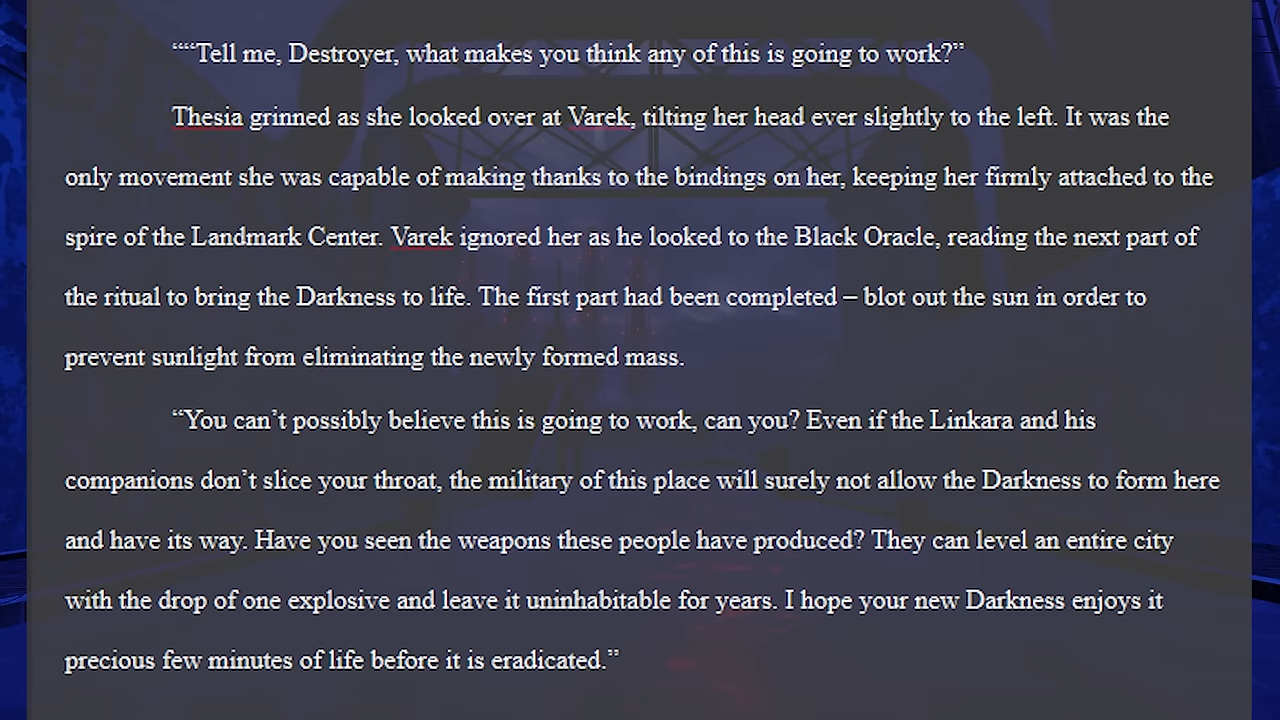 ““Tell me, Destroyer, what makes you think any of this is going to work?”
Thesia grinned as she looked over at Varek, tilting her head ever slightly to the left. It was the
only movement she was capable of making thanks to the bindings on her, keeping her firmly attached to the
spire of the Landmark Center. Varek ignored her as he looked to the Black Oracle, reading the next part of
the ritual to bring the Darkness to life. The first part had been completed – blot out the sun in order to
prevent sunlight from eliminating the newly formed mass.
“You can’t possibly believe this is going to work, can you? Even if the Linkara and his
companions don’t slice your throat, the military of this place will surely not allow the Darkness to form here
and have its way. Have you seen the weapons these people have produced? They can level an entire city
with the drop of one explosive and leave it uninhabitable for years. I hope your new Darkness enjoys it
precious few minutes of life before it is eradicated.”